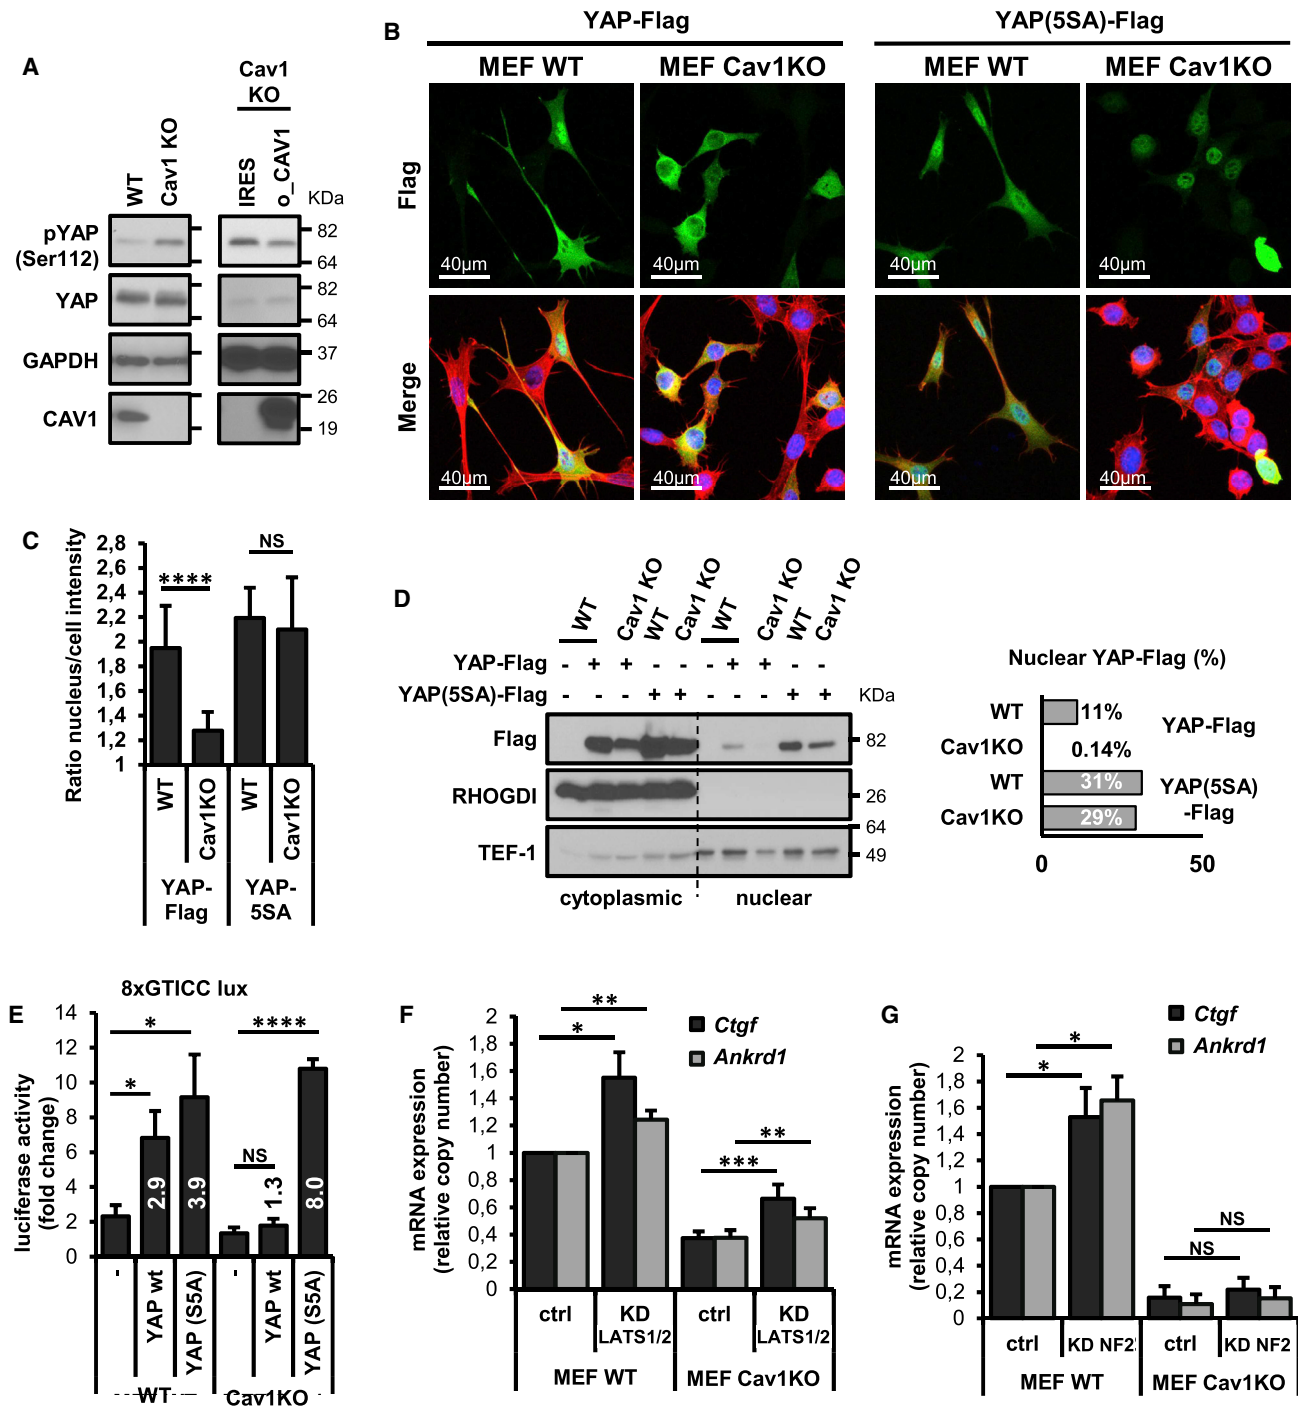 A
Cav1
KO
WT
Cav1 KO
IRES
o_CAV1
KDa
pYAP
(Ser112)
82
64
YAP
82
64
GAPDH
37
CAV1
26
19
B
YAP-Flag
YAP(5SA)-Flag
MEF WT
MEF Cav1KO
MEF WT
MEF Cav1KO
Flag
40µm
40µm
40µm
40µm
Merge
40µm
40µm
40µm
40µm
C
Ratio nucleus/cell intensity
2,8
2,6
2,4
2,2
2
1,8
1,6
1,4
1,2
1
****
NS
WT
Cav1KO
WT
Cav1KO
YAP-
Flag
YAP-
5SA
D
WT
Cav1 KO
WT
Cav1 KO
WT
Cav1 KO
WT
Cav1 KO
YAP-Flag - + + - - - + + - -
YAP(5SA)-Flag - - - + + - - - + +
KDa
Flag
82
RHOGDI
26
64
TEF-1
49
cytoplasmic
nuclear
Nuclear YAP-Flag (%)
WT
11%
YAP-Flag
Cav1KO
0.14%
WT
31%
YAP(5SA)
-Flag
Cav1KO
29%
0
50
E
8xGTICC lux
luciferase activity
(fold change)
14
12
10
8
6
4
2
0
*
*
****
NS
2.9
3.9
1.3
8.0
-
YAP wt
YAP (S5A)
-
YAP wt
YAP (S5A)
WT
Cav1KO
F
mRNA expression
(relative copy number)
2
1,8
1,6
1,4
1,2
1
0,8
0,6
0,4
0,2
0
**
*
**
***
Ctgf
Ankrd1
ctrl
KD
LATS1/2
ctrl
KD
LATS1/2
MEF WT
MEF Cav1KO
G
mRNA expression
(relative copy number)
2
1,8
1,6
1,4
1,2
1
0,8
0,6
0,4
0,2
0
*
*
NS
NS
Ctgf
Ankrd1
ctrl
KD NF2
ctrl
KD NF2
MEF WT
MEF Cav1KO